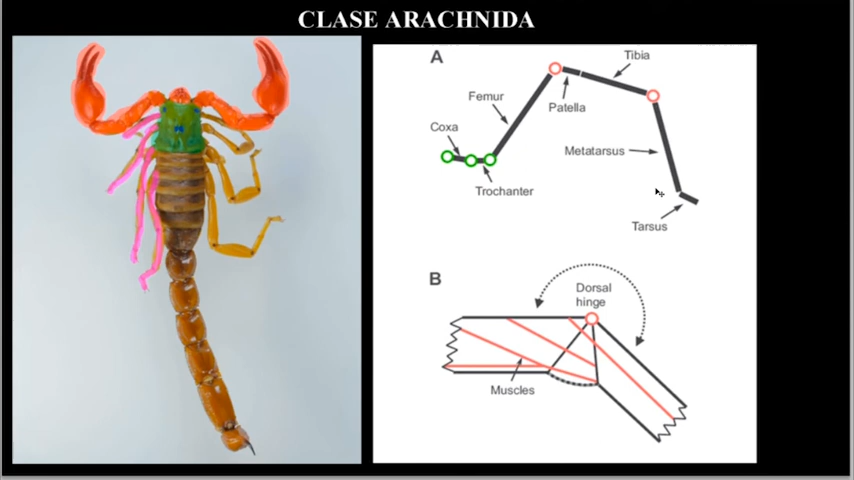 CLASE ARACHNIDA
A
Tibia
Femur
Patella
Coxa
Metatarsus
Trochanter
Tarsus
B
Dorsal
hinge
Muscles